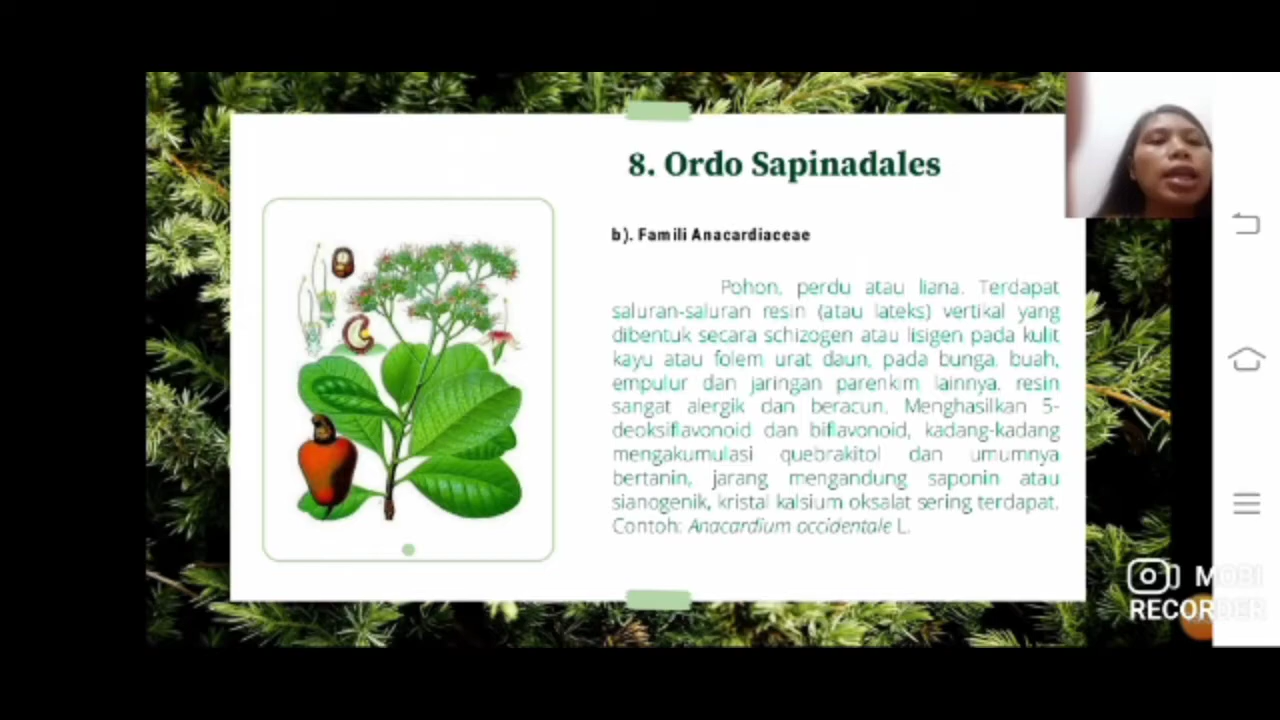 8. Ordo Sapinadales
b). Famili Anacardiaceae
Pohon, perdu atau liana. Terdapat
saluran-saluran resin (atau lateks) vertikal yang
dibentuk secara schizogen atau lisigen pada kulit
kayu atau folem urat daun, pada bunga, buah,
empulur dan jaringan parenkim lainnya. resin
sangat alergik dan beracun. Menghasilkan 5-
deoksiflavonoid dan biflavonoid, kadang-kadang
mengakumulasi quebrakitol dan umumnya
bertanin, jarang mengandung saponin atau
sianogenik, kristal kalsium oksalat sering terdapat.
Contoh: Anacardium occidentale L.
MOBI
RECORDER